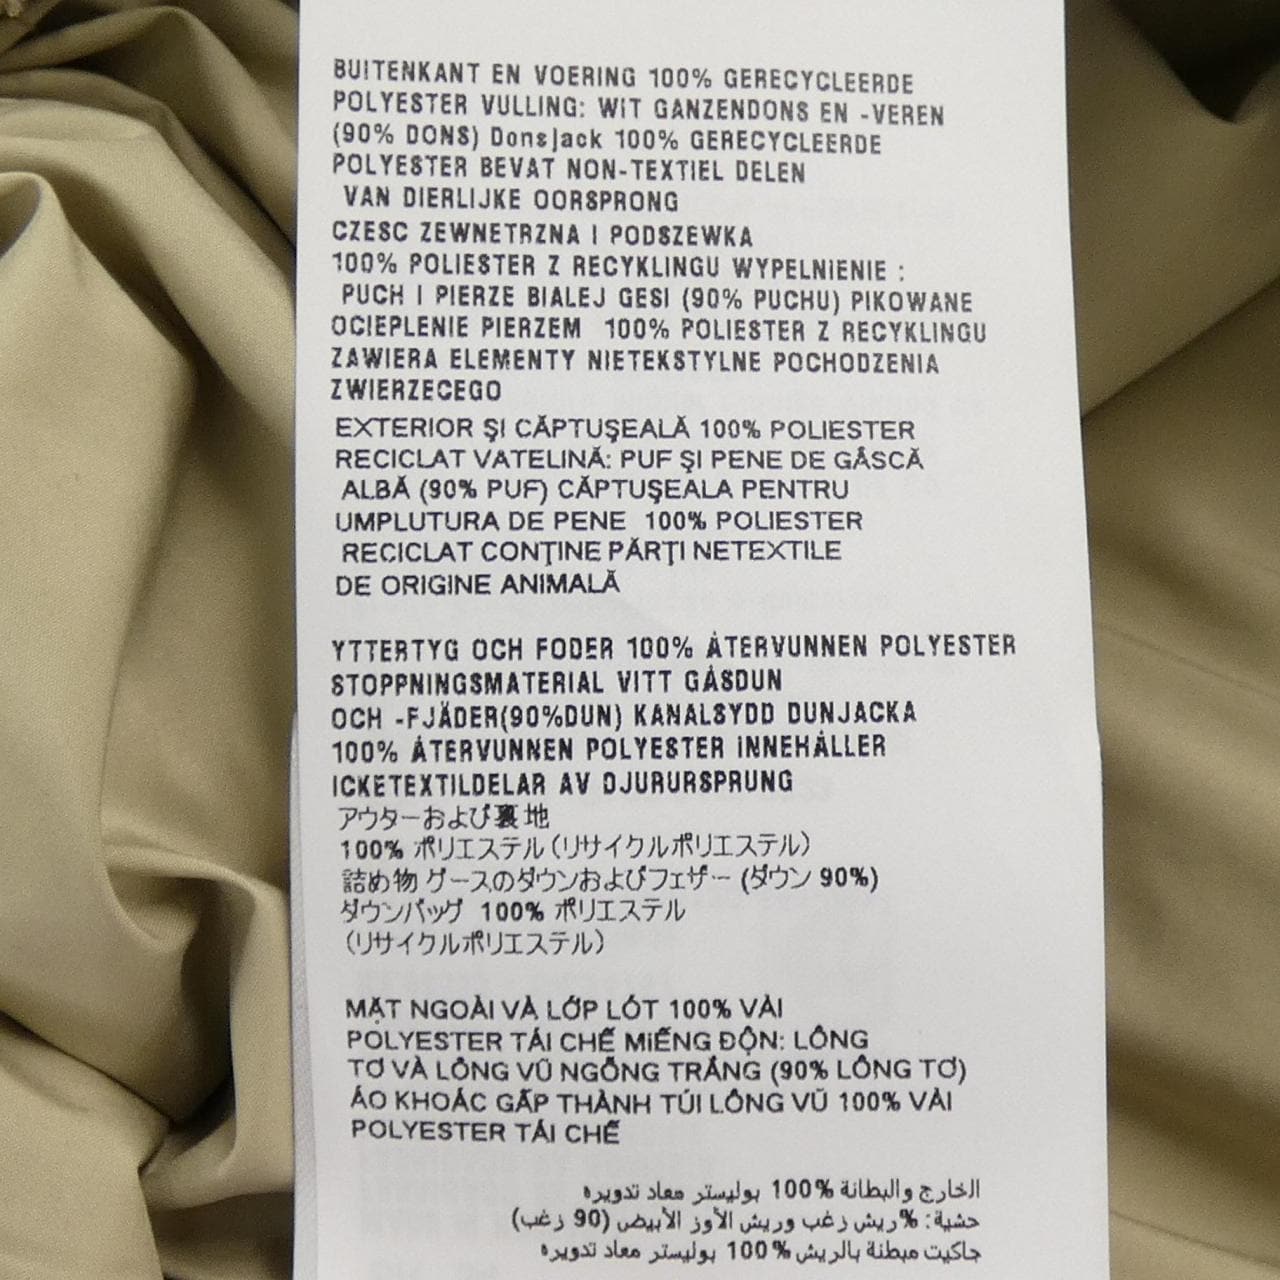 BUITENKANT EN VOERING 100% GERECYCLEERDE
POLYESTER VULLING: WIT GANZENDONS EN -VEREN
(90% DONS) Donsjack 100% GERECYCLEERDE
POLYESTER BEVAT NON-TEXTIEL DELEN
VAN DIERLIJKE OORSPRONG
CZESC ZEWNETRZNA I PODSZEWKA
100% POLIESTER Z RECYKLINGU WYPELNIENIE :
PUCH I PIERZE BIALEJ GESI (90% PUCHU) PIKOWANE
OCIEPLENIE PIERZEM 100% POLIESTER Z RECYKLINGU
ZAWIERA ELEMENTY NIETEKSTYLNE POCHODZENIA
ZWIERZECEGO
EXTERIOR ŞI CĂPTUŞEALĂ 100% POLIESTER
RECICLAT VATELINĂ: PUF ŞI PENE DE GÂSCĂ
ALBĂ (90% PUF) CĂPTUŞEALA PENTRU
UMPLUTURA DE PENE 100% POLIESTER
RECICLAT CONŢINE PĂRŢI NETEXTILE
DE ORIGINE ANIMALĂ
YTTERTYG OCH FODER 100% ÅTERVUNNEN POLYESTER
STOPPNINGSMATERIAL VITT GÅSDUN
OCH -FJÄDER(90%DUN) KANALSYDD DUNJACKA
100% ÅTERVUNNEN POLYESTER INNEHÅLLER
ICKETEXTILDELAR AV DJURURSPRUNG
アウターおよび裏地
100% ポリエステル（リサイクルポリエステル）
詰め物 グースのダウンおよびフェザー (ダウン 90%)
ダウンバッグ 100% ポリエステル
（リサイクルポリエステル）
MẶT NGOÀI VÀ LỚP LÓT 100% VẢI
POLYESTER TÁI CHẾ MIẾNG ĐỘN: LÔNG
TƠ VÀ LÔNG VŨ NGỖNG TRẮNG (90% LÔNG TƠ)
ÁO KHOÁC GẤP THÀNH TÚI LÔNG VŨ 100% VẢI
POLYESTER TÁI CHẾ
الخارج والبطانة 100% بوليستر معاد تدويره
حشية: %ريش زغب وريش الأوز الأبيض (90 زغب)
جاكيت مبطنة بالريش 100% بوليستر معاد تدويره